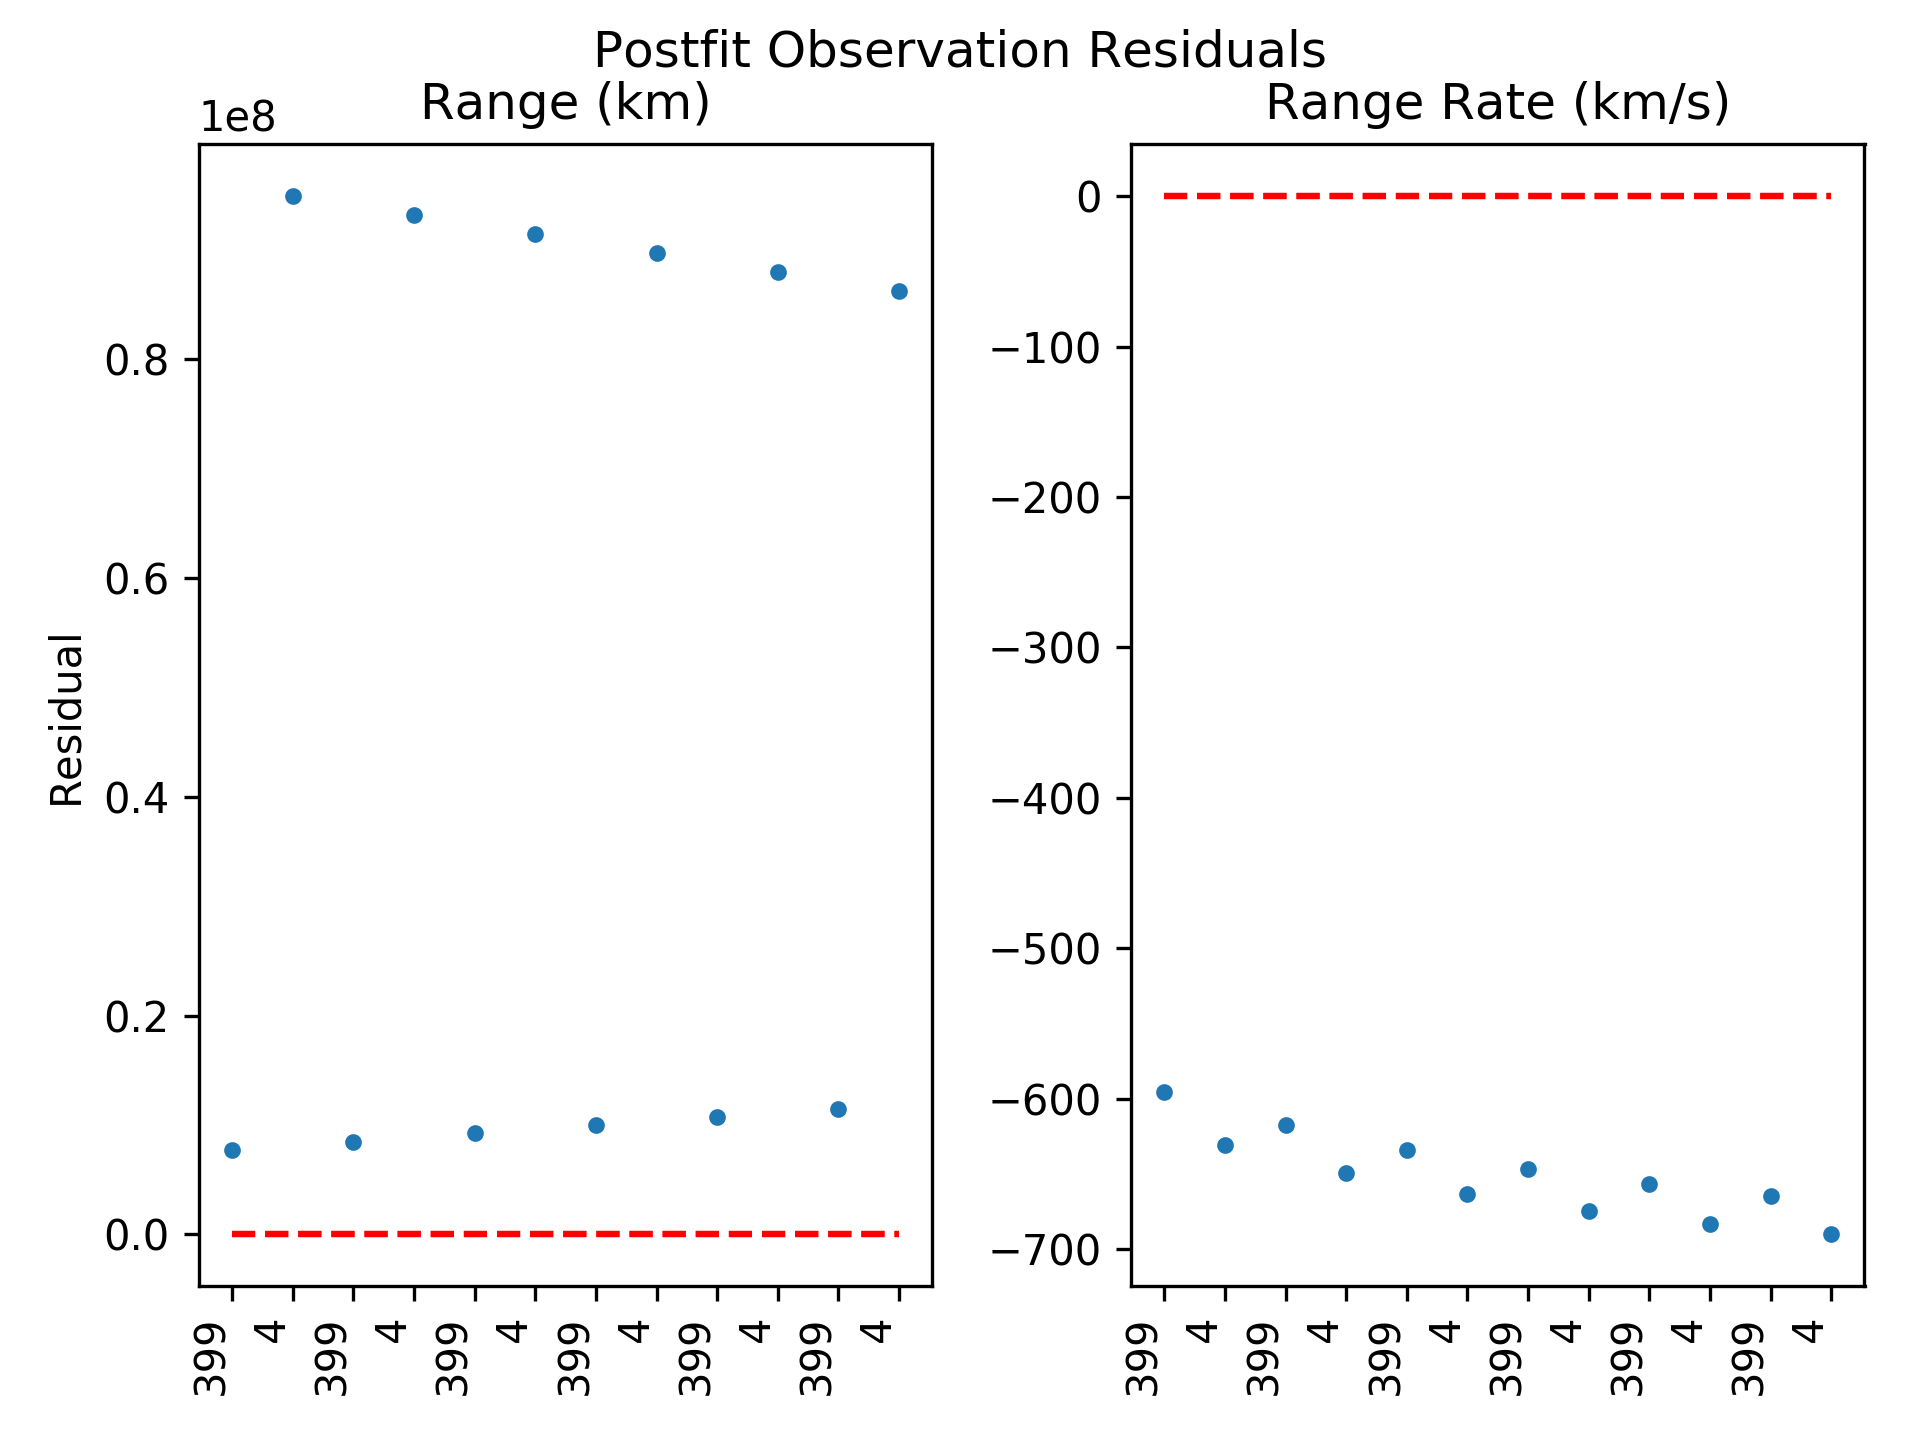 Postfit Observation Residuals
Range (km)
Range Rate (km/s)
1e8
Residual
0.8
0.6
0.4
0.2
0.0
399 4 399 4 399 4 399 4 399 4 399 4
0
−100
−200
−300
−400
−500
−600
−700
399 4 399 4 399 4 399 4 399 4 399 4